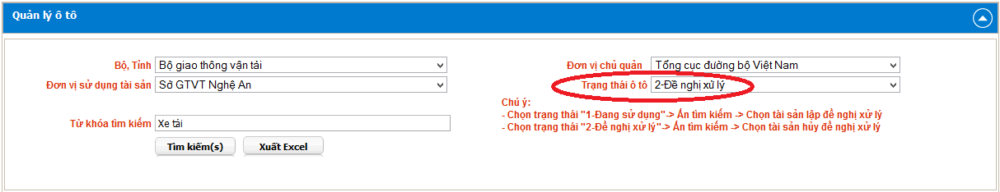 Quản lý ô tô
Bộ, Tỉnh Bộ giao thông vận tải Đơn vị chủ quản Tổng cục đường bộ Việt Nam
Đơn vị sử dụng tài sản Sở GTVT Nghệ An Trạng thái ô tô 2-Đề nghị xử lý
Chú ý:
- Chọn trạng thái "1-Đang sử dụng"-> Ấn tìm kiếm -> Chọn tài sản lập đề nghị xử lý
Từ khóa tìm kiếm Xe tải - Chọn trạng thái "2-Đề nghị xử lý"-> Ấn tìm kiếm -> Chọn tài sản hủy đề nghị xử lý
Tìm kiếm(s) Xuất Excel